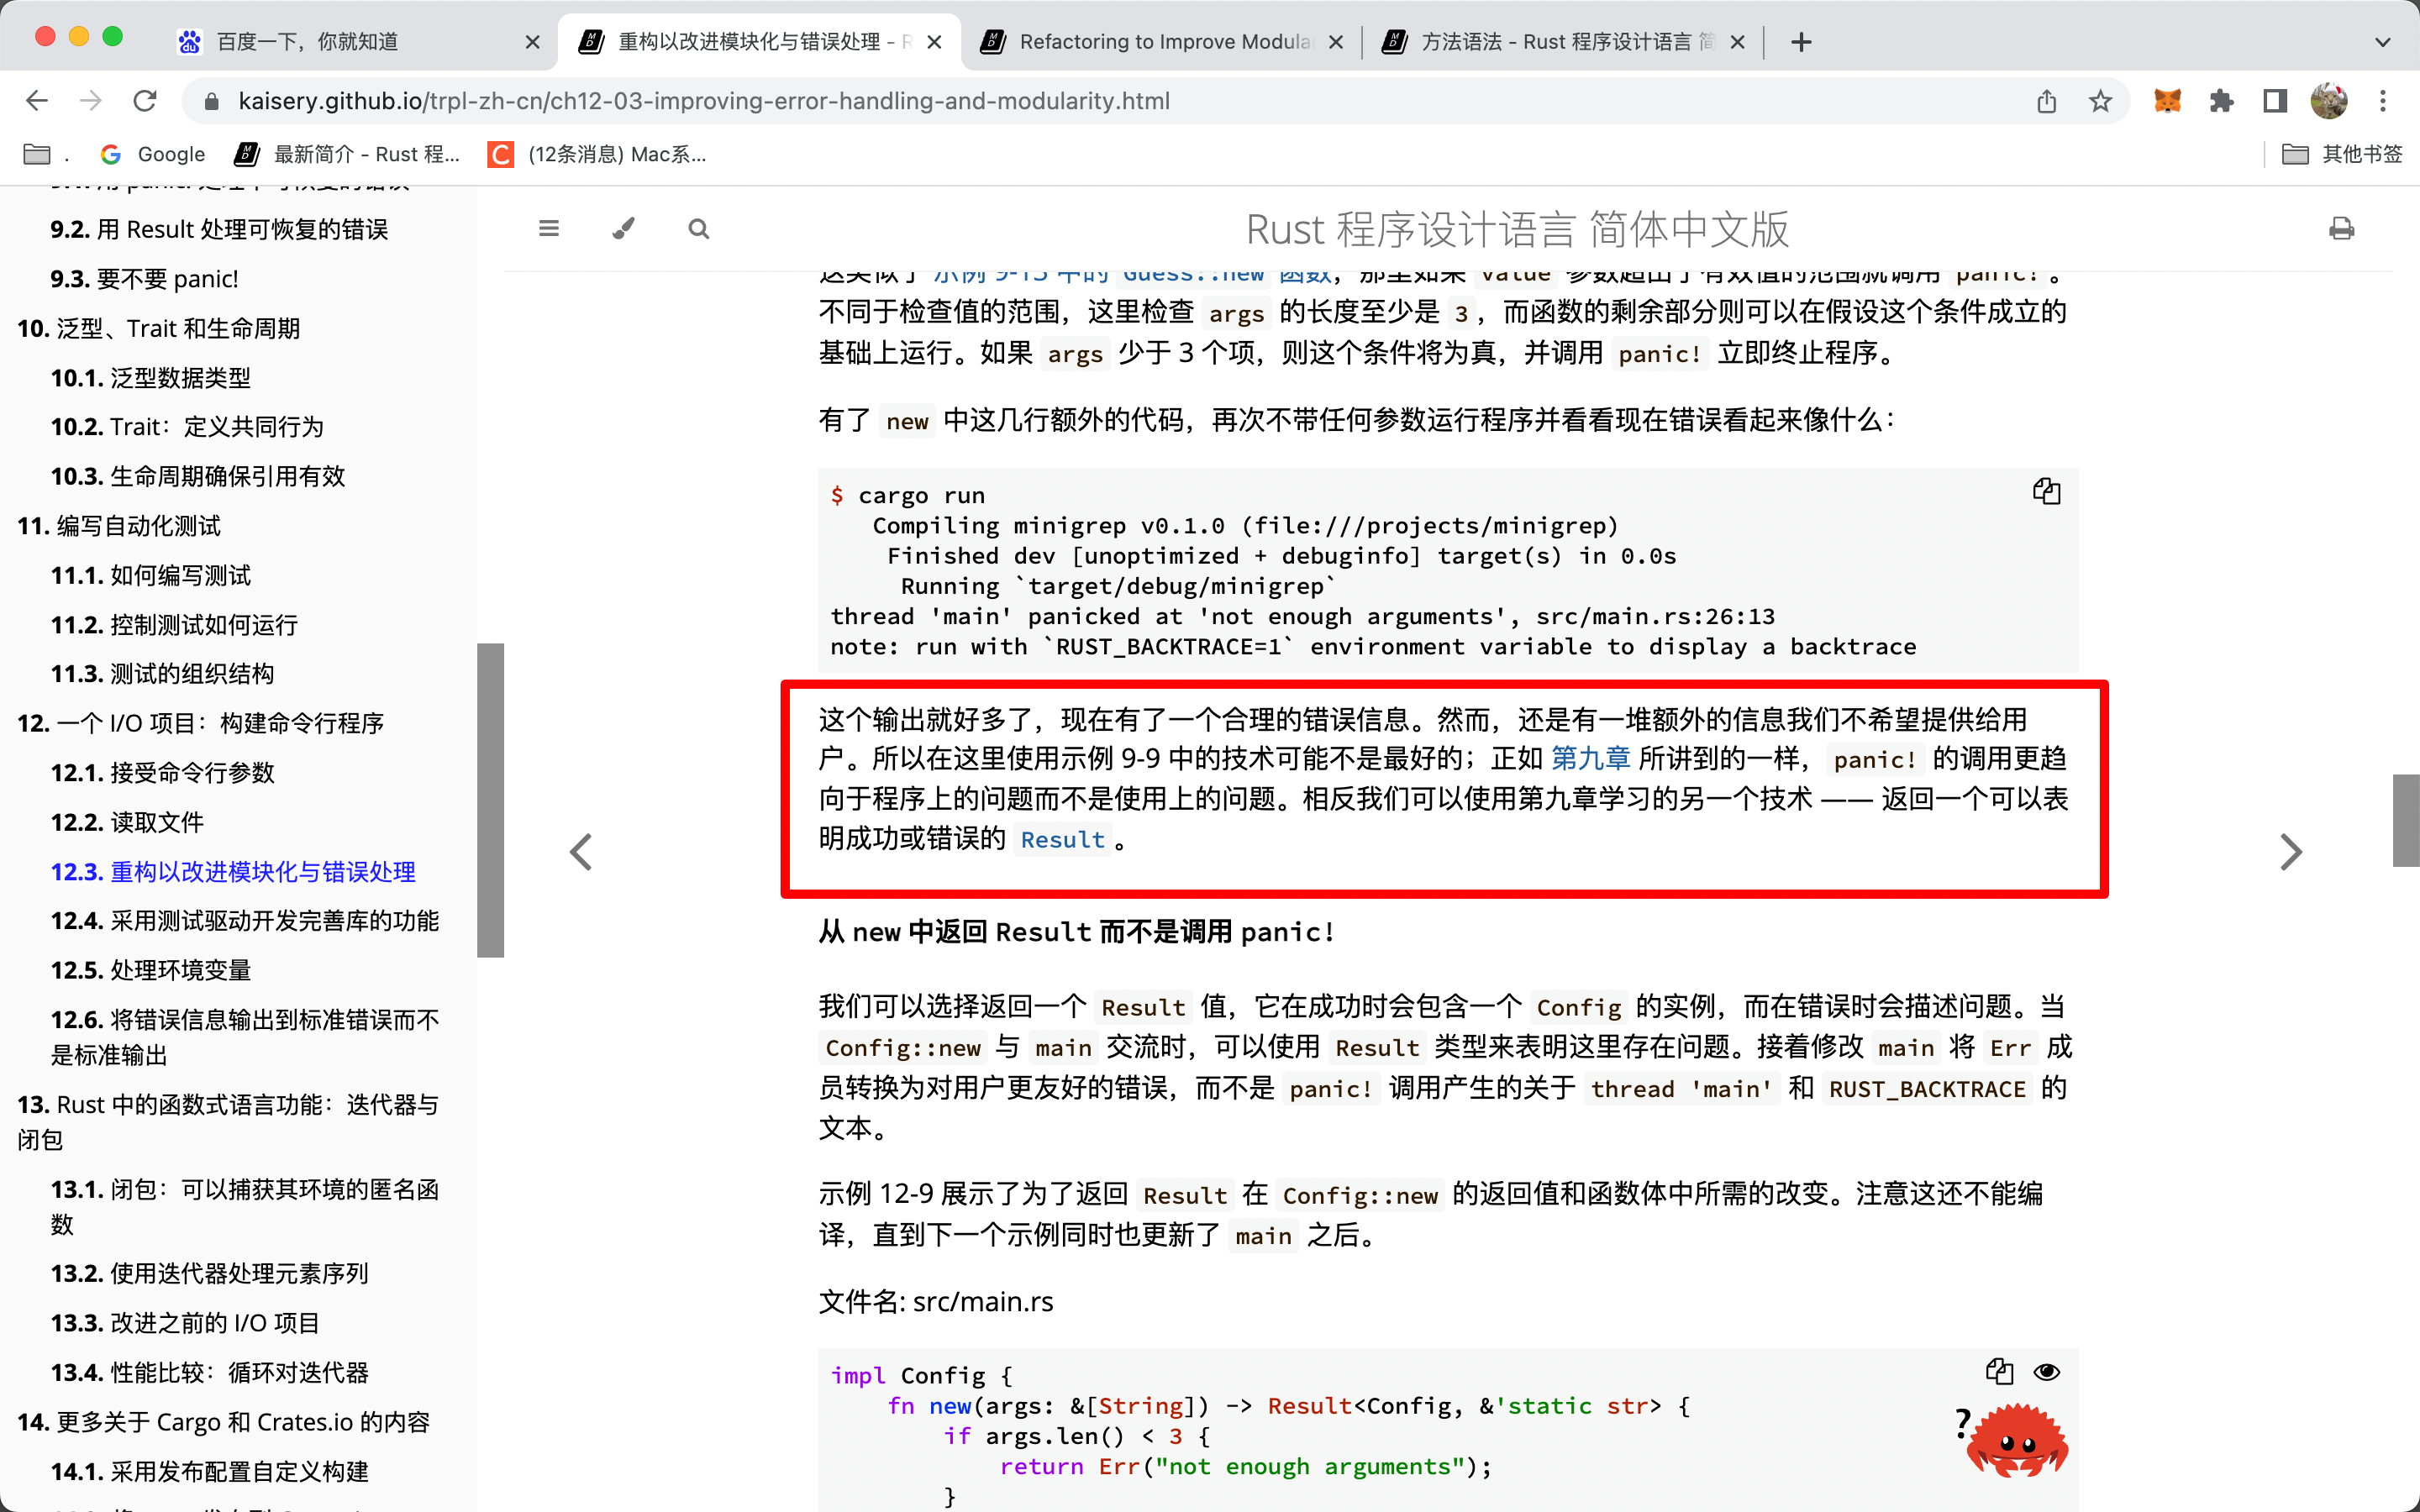 百度一下，你就知道
重构以改进模块化与错误处理 - R
Refactoring to Improve Modula
方法语法 - Rust 程序设计语言 简
kaisery.github.io/trpl-zh-cn/ch12-03-improving-error-handling-and-modularity.html
.
Google
最新简介 - Rust 程...
(12条消息) Mac系...
其他书签
9.2. 用 Result 处理可恢复的错误
9.3. 要不要 panic!
10. 泛型、Trait 和生命周期
10.1. 泛型数据类型
10.2. Trait：定义共同行为
10.3. 生命周期确保引用有效
11. 编写自动化测试
11.1. 如何编写测试
11.2. 控制测试如何运行
11.3. 测试的组织结构
12. 一个 I/O 项目：构建命令行程序
12.1. 接受命令行参数
12.2. 读取文件
12.3. 重构以改进模块化与错误处理
12.4. 采用测试驱动开发完善库的功能
12.5. 处理环境变量
12.6. 将错误信息输出到标准错误而不
是标准输出
13. Rust 中的函数式语言功能：迭代器与
闭包
13.1. 闭包：可以捕获其环境的匿名函
数
13.2. 使用迭代器处理元素序列
13.3. 改进之前的 I/O 项目
13.4. 性能比较：循环对迭代器
14. 更多关于 Cargo 和 Crates.io 的内容
14.1. 采用发布配置自定义构建
Rust 程序设计语言 简体中文版
这类似于 示例 9-13 中的 Guess::new 函数，那里如果 value 参数超出了有效值的范围就调用 panic!。
不同于检查值的范围，这里检查 args 的长度至少是 3，而函数的剩余部分则可以在假设这个条件成立的
基础上运行。如果 args 少于 3 个项，则这个条件将为真，并调用 panic! 立即终止程序。
有了 new 中这几行额外的代码，再次不带任何参数运行程序并看看现在错误看起来像什么：
$ cargo run
Compiling minigrep v0.1.0 (file:///projects/minigrep)
Finished dev [unoptimized + debuginfo] target(s) in 0.0s
Running `target/debug/minigrep`
thread 'main' panicked at 'not enough arguments', src/main.rs:26:13
note: run with `RUST_BACKTRACE=1` environment variable to display a backtrace
这个输出就好多了，现在有了一个合理的错误信息。然而，还是有一堆额外的信息我们不希望提供给用
户。所以在这里使用示例 9-9 中的技术可能不是最好的；正如 第九章 所讲到的一样，panic! 的调用更趋
向于程序上的问题而不是使用上的问题。相反我们可以使用第九章学习的另一个技术 —— 返回一个可以表
明成功或错误的 Result。
从 new 中返回 Result 而不是调用 panic!
我们可以选择返回一个 Result 值，它在成功时会包含一个 Config 的实例，而在错误时会描述问题。当
Config::new 与 main 交流时，可以使用 Result 类型来表明这里存在问题。接着修改 main 将 Err 成
员转换为对用户更友好的错误，而不是 panic! 调用产生的关于 thread 'main' 和 RUST_BACKTRACE 的
文本。
示例 12-9 展示了为了返回 Result 在 Config::new 的返回值和函数体中所需的改变。注意这还不能编
译，直到下一个示例同时也更新了 main 之后。
文件名: src/main.rs
impl Config {
fn new(args: &[String]) -> Result<Config, &'static str> {
if args.len() < 3 {
return Err("not enough arguments");
}
?